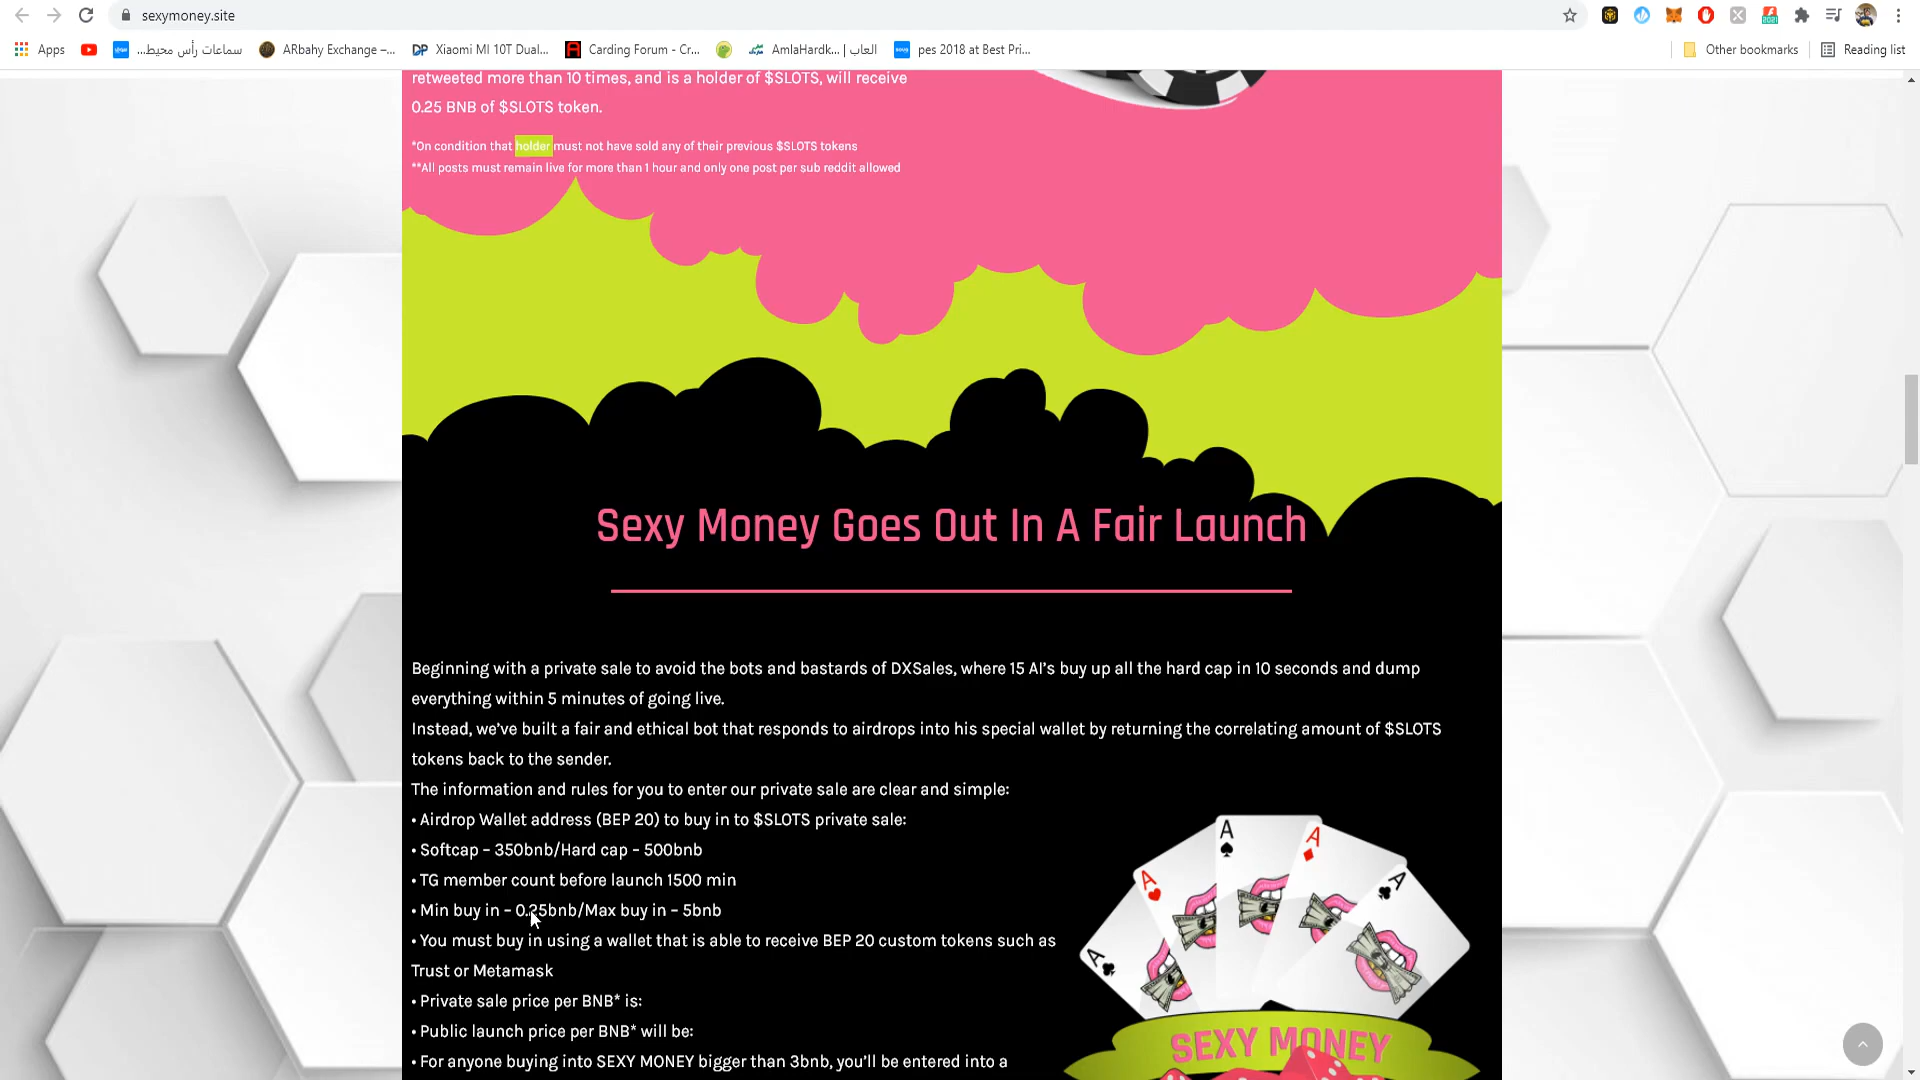 sexymoney.site
Apps
سماعات رأس محيط...
ARbahy Exchange –...
Xiaomi MI 10T Dual...
Carding Forum - Cr...
العاب | AmlaHardk...
pes 2018 at Best Pri...
Other bookmarks
Reading list
retweeted more than 10 times, and is a holder of $SLOTS, will receive
0.25 BNB of $SLOTS token.
*On condition that holder must not have sold any of their previous $SLOTS tokens
**All posts must remain live for more than 1 hour and only one post per sub reddit allowed
Sexy Money Goes Out In A Fair Launch
Beginning with a private sale to avoid the bots and bastards of DXSales, where 15 AI's buy up all the hard cap in 10 seconds and dump
everything within 5 minutes of going live.
Instead, we've built a fair and ethical bot that responds to airdrops into his special wallet by returning the correlating amount of $SLOTS
tokens back to the sender.
The information and rules for you to enter our private sale are clear and simple:
• Airdrop Wallet address (BEP 20) to buy in to $SLOTS private sale:
• Softcap – 350bnb/Hard cap – 500bnb
• TG member count before launch 1500 min
• Min buy in – 0.25bnb/Max buy in – 5bnb
• You must buy in using a wallet that is able to receive BEP 20 custom tokens such as
Trust or Metamask
• Private sale price per BNB* is:
• Public launch price per BNB* will be:
• For anyone buying into SEXY MONEY bigger than 3bnb, you'll be entered into a
A
A
A
A
A
SEXY MONEY